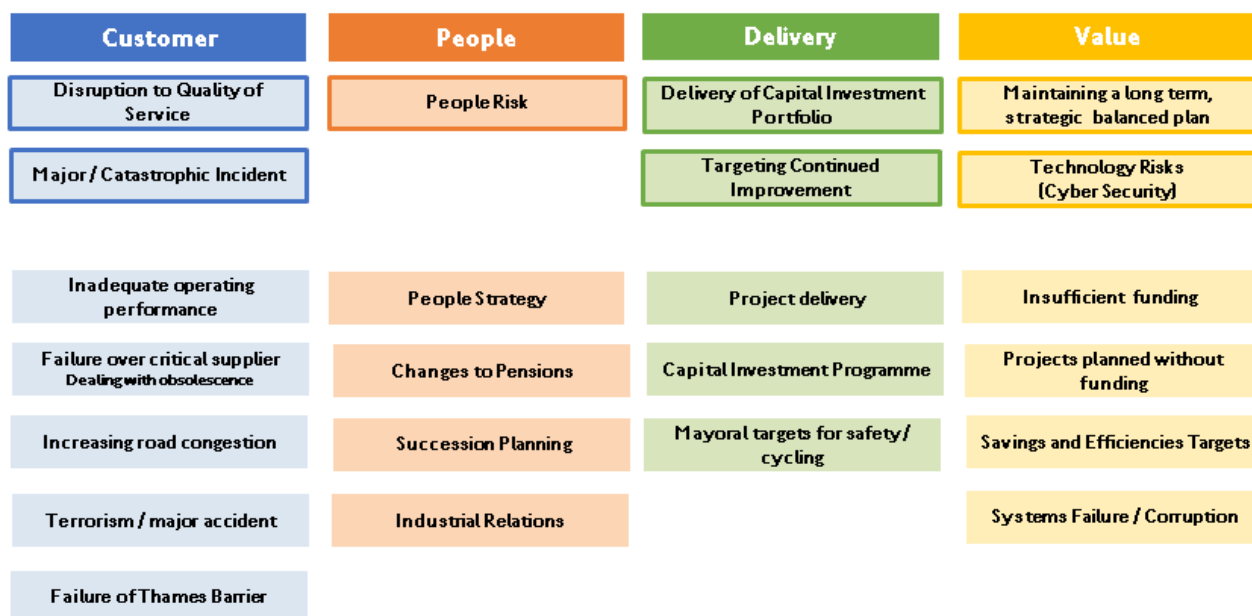 Customer
People
Delivery
Value
Disruption to Quality of
Service
People Risk
Delivery of Capital Investment
Portfolio
Maintaining a long term,
strategic balanced plan
Major / Catastrophic Incident
Targeting Continued
Improvement
Technology Risks
(Cyber Security)
Inadequate operating
performance
People Strategy
Project delivery
Insufficient funding
Failure over critical supplier
Dealing with obsolescence
Changes to Pensions
Capital Investment Programme
Projects planned without
funding
Increasing road congestion
Succession Planning
Mayoral targets for safety /
cycling
Savings and Efficiencies Targets
Terrorism / major accident
Industrial Relations
Systems Failure / Corruption
Failure of Thames Barrier